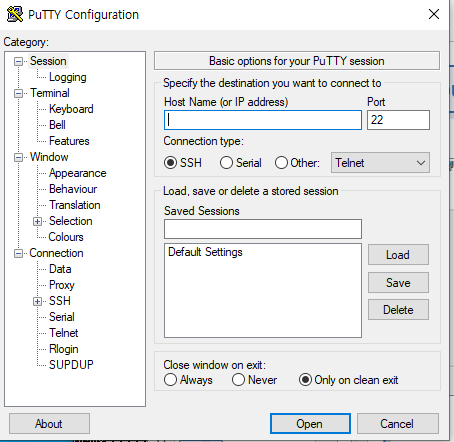 PuTTY Configuration
Category:
Session
Logging
Terminal
Keyboard
Bell
Features
Window
Appearance
Behaviour
Translation
Selection
Colours
Connection
Data
Proxy
SSH
Serial
Telnet
Rlogin
SUPDUP
Basic options for your PuTTY session
Specify the destination you want to connect to
Host Name (or IP address) Port
22
Connection type:
SSH Serial Other: Telnet
Load, save or delete a stored session
Saved Sessions
Default Settings
Load
Save
Delete
Close window on exit:
Always Never Only on clean exit
About Open Cancel